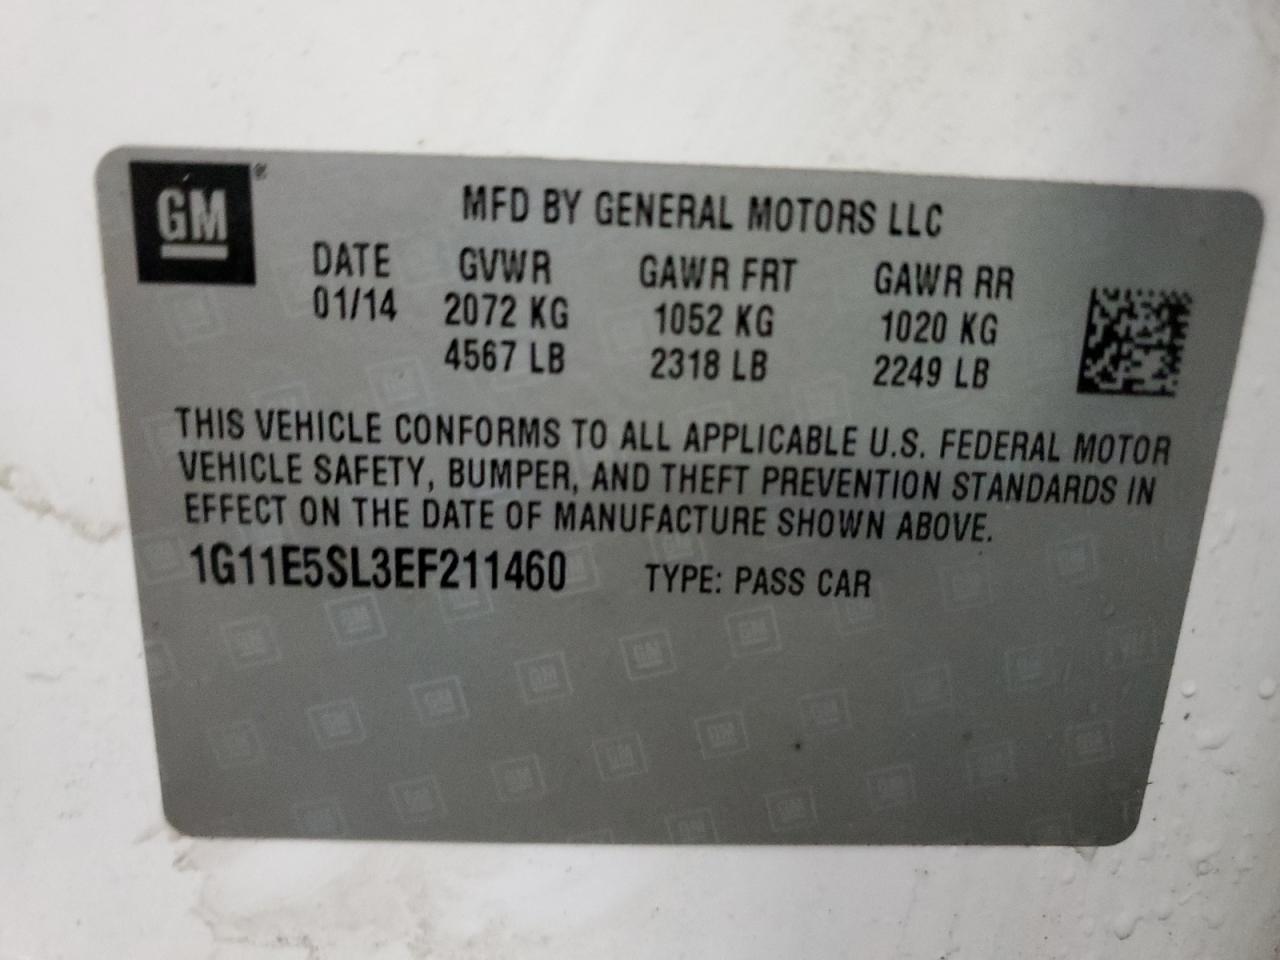 GM
MFD BY GENERAL MOTORS LLC
DATE GVWR GAWR FRT GAWR RR
01/14 2072 KG 1052 KG 1020 KG
4567 LB 2318 LB 2249 LB
THIS VEHICLE CONFORMS TO ALL APPLICABLE U.S. FEDERAL MOTOR
VEHICLE SAFETY, BUMPER, AND THEFT PREVENTION STANDARDS IN
EFFECT ON THE DATE OF MANUFACTURE SHOWN ABOVE.
1G11E5SL3EF211460 TYPE: PASS CAR